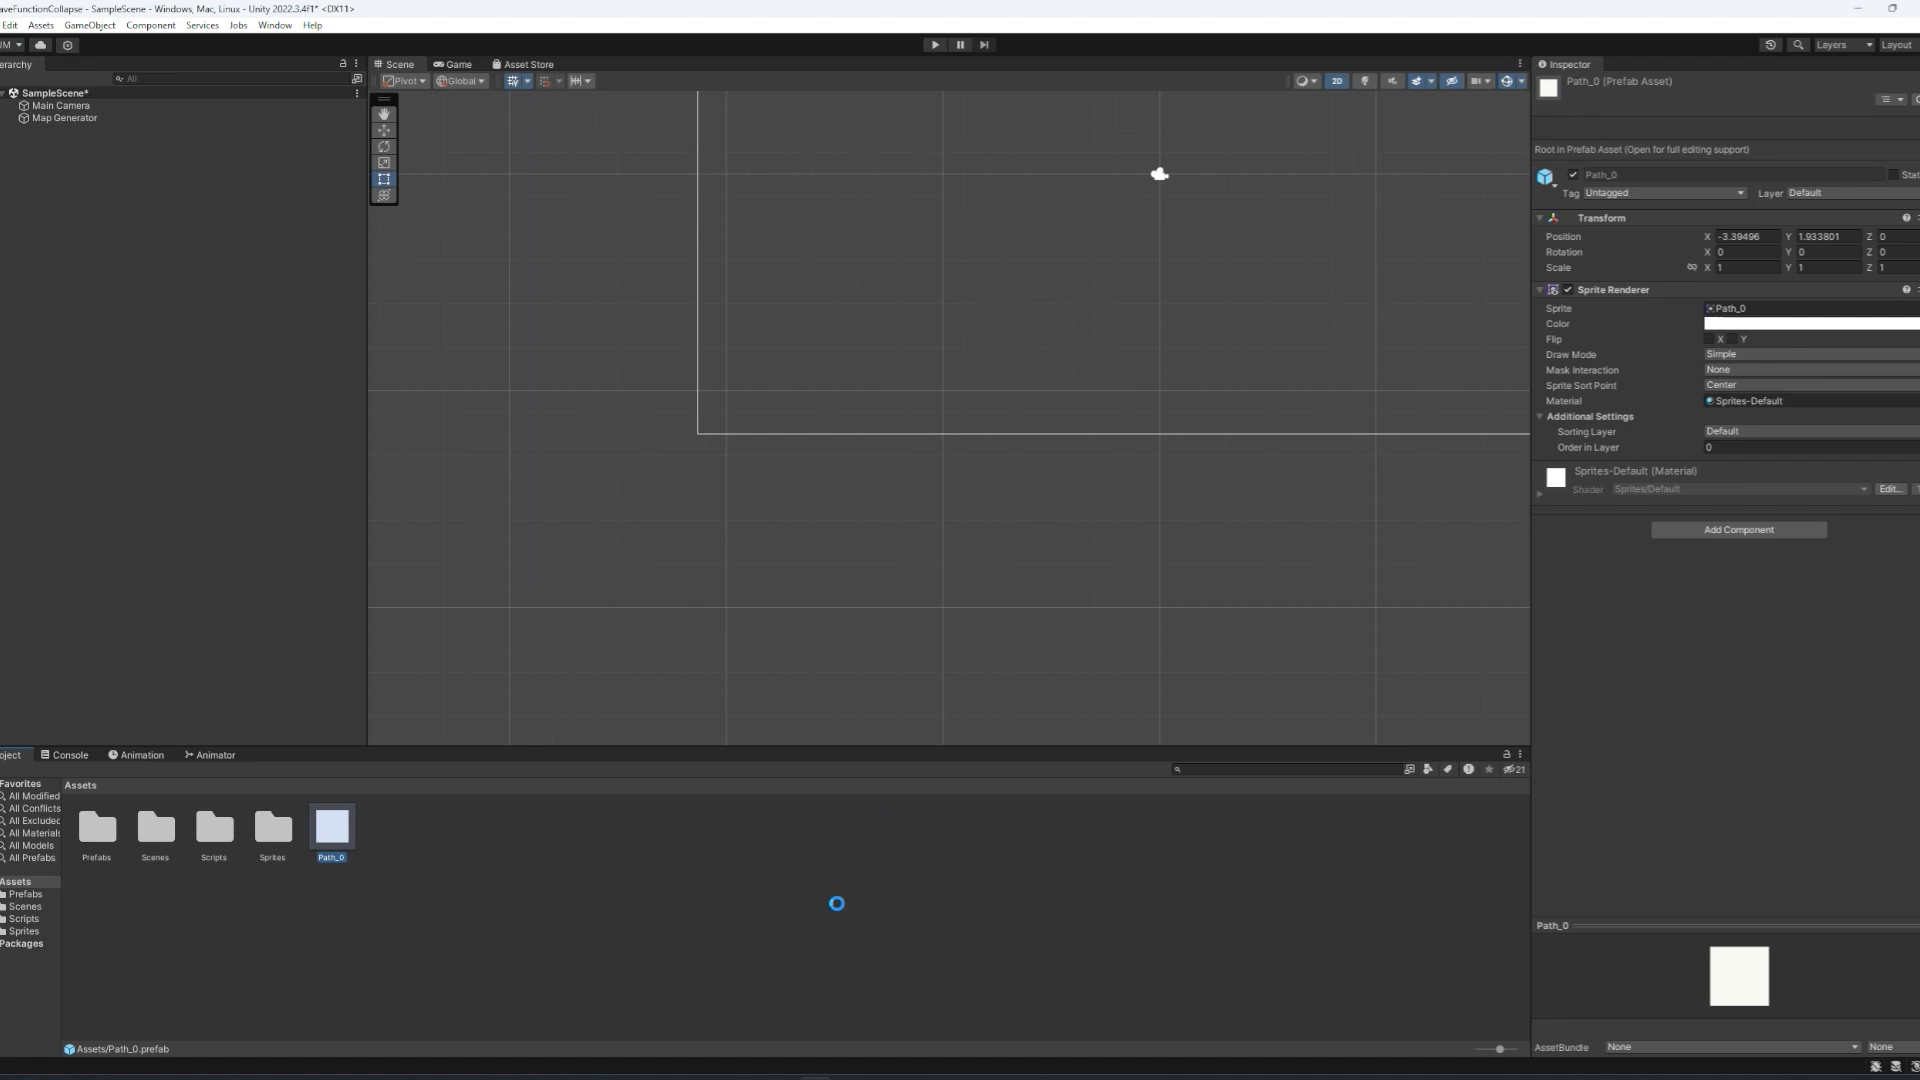 aveFunctionCollapse - SampleScene - Windows, Mac, Linux - Unity 2022.3.4f1* <DX11>
Edit Assets GameObject Component Services Jobs Window Help
Layers Layout
erarchy
All
SampleScene*
Main Camera
Map Generator
Scene Game Asset Store
Pivot Global
2D
Inspector
Path_0 (Prefab Asset)
Root in Prefab Asset (Open for full editing support)
Path_0 Stat
Tag Untagged Layer Default
Transform
Position X -3.39496 Y 1.933801 Z 0
Rotation X 0 Y 0 Z 0
Scale X 1 Y 1 Z 1
Sprite Renderer
Sprite Path_0
Color
Flip X Y
Draw Mode Simple
Mask Interaction None
Sprite Sort Point Center
Material Sprites-Default
Additional Settings
Sorting Layer Default
Order in Layer 0
Sprites-Default (Material)
Shader Sprites/Default Edit...
Add Component
oject Console Animation Animator
21
Favorites
All Modified
All Conflicts
All Excluded
All Materials
All Models
All Prefabs
Assets
Prefabs
Scenes
Scripts
Sprites
Packages
Assets
Prefabs Scenes Scripts Sprites Path_0
Assets/Path_0.prefab
Path_0
AssetBundle None None